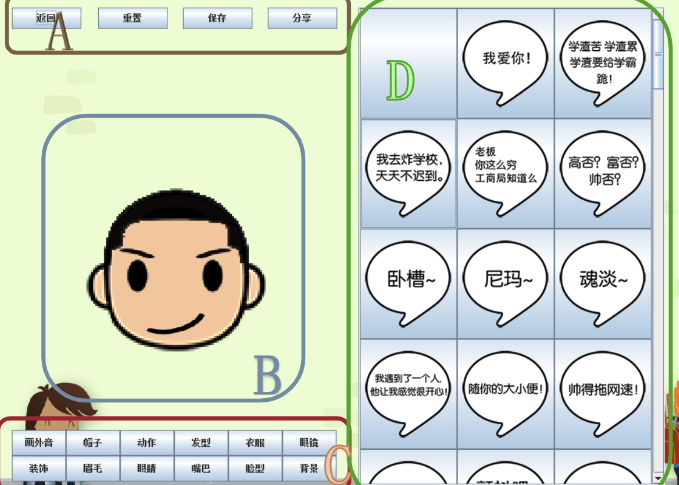 返回 重置 保存 分享
A
D
我爱你！
学渣苦 学渣累
学渣要给学霸
跪！
我去炸学校，
天天不迟到。
老板
你这么穷
工商局知道么
高否？富否？
帅否？
卧槽~
尼玛~
魂淡~
我遇到了一个人，
他让我感觉很开心！
随你的大小便！
帅得拖网速！
B
画外音 帽子 动作 发型 衣服 眼镜
装饰 眉毛 眼睛 嘴巴 脸型 背景
C